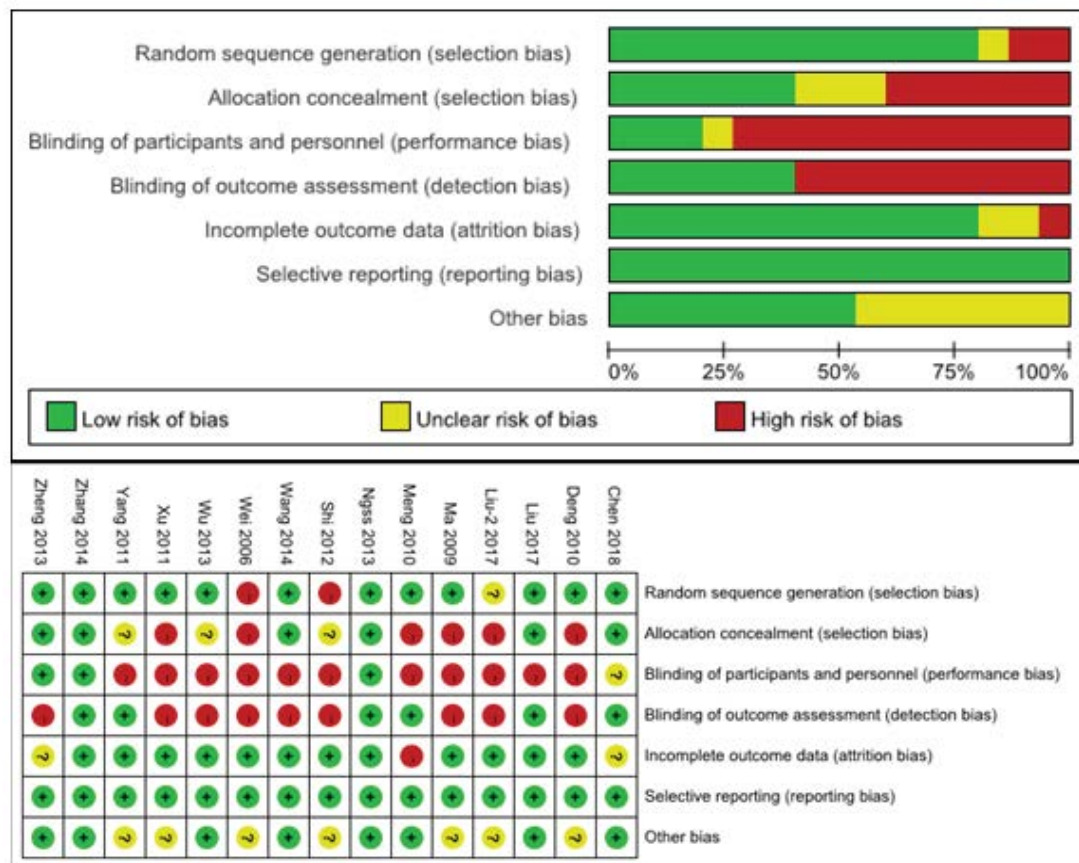 Random sequence generation (selection bias)
Allocation concealment (selection bias)
Blinding of participants and personnel (performance bias)
Blinding of outcome assessment (detection bias)
Incomplete outcome data (attrition bias)
Selective reporting (reporting bias)
Other bias
0% 25% 50% 75% 100%
Low risk of bias Unclear risk of bias High risk of bias
Zheng 2013
Zhang 2014
Yang 2011
Xu 2011
Wu 2013
Wei 2006
Wang 2014
Shi 2012
Ngss 2013
Meng 2010
Ma 2009
Liu-2 2017
Liu 2017
Deng 2010
Chen 2018
+ + + + + - + - + + + ? + + + Random sequence generation (selection bias)
+ + ? - ? - + ? + - - - + - + Allocation concealment (selection bias)
+ + - - - - - - + - - - - - ? Blinding of participants and personnel (performance bias)
- + + - - - - - + + - - + - + Blinding of outcome assessment (detection bias)
? + + + + + + + + - + + + + ? Incomplete outcome data (attrition bias)
+ + + + + + + + + + + + + + + Selective reporting (reporting bias)
+ + ? ? + ? + ? + + ? ? + ? + Other bias